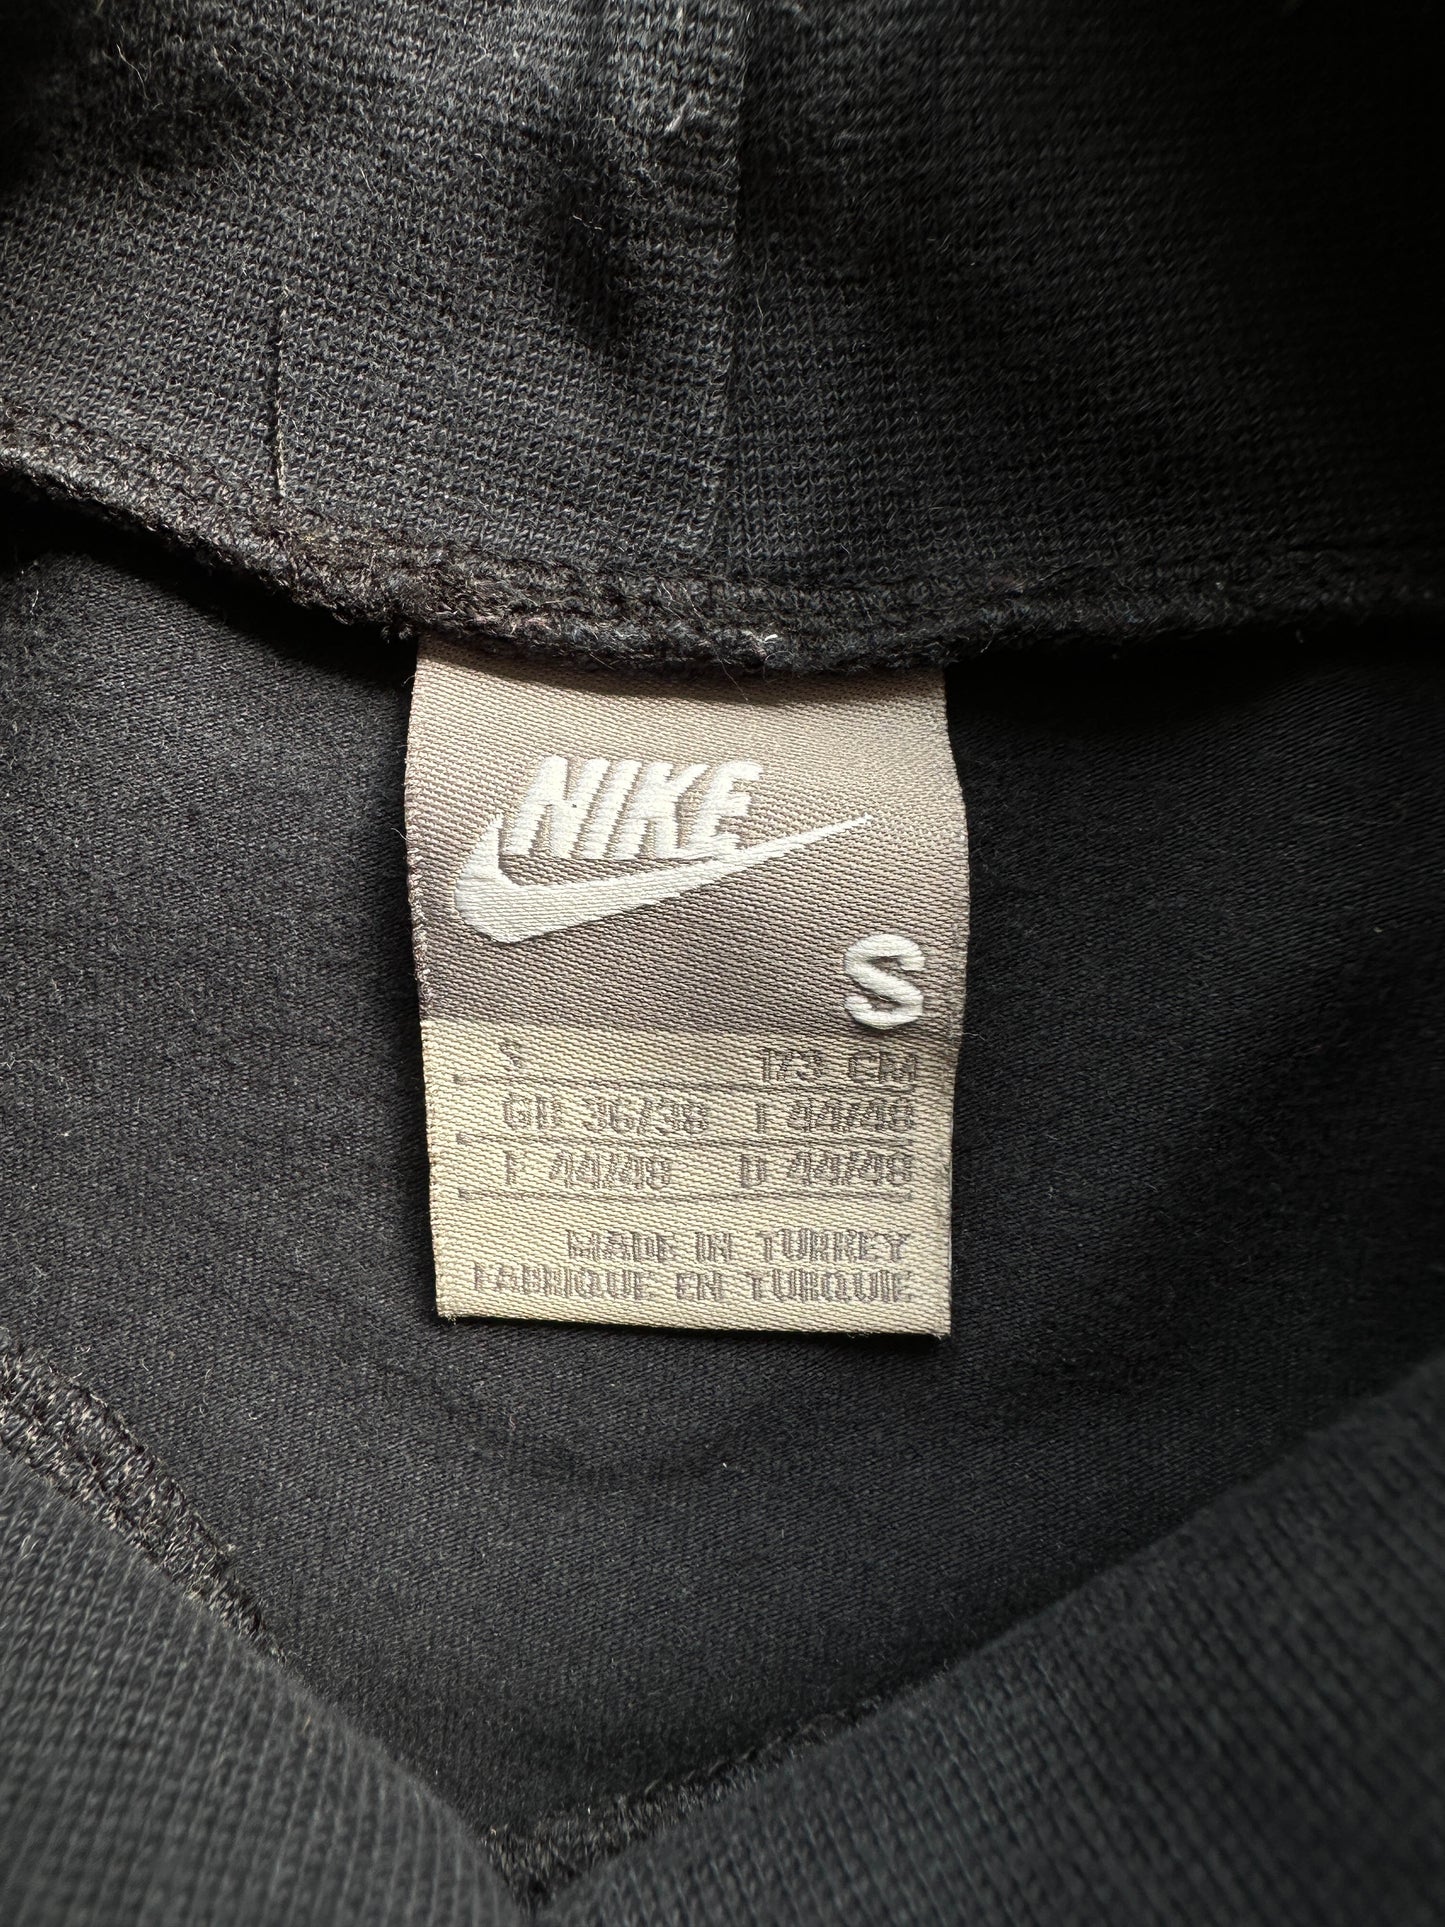 NIKE
S
S 173 CM
GB 36/38 I 44/48
F 44/48 D 44/48
MADE IN TURKEY
FABRIQUE EN TURQUIE